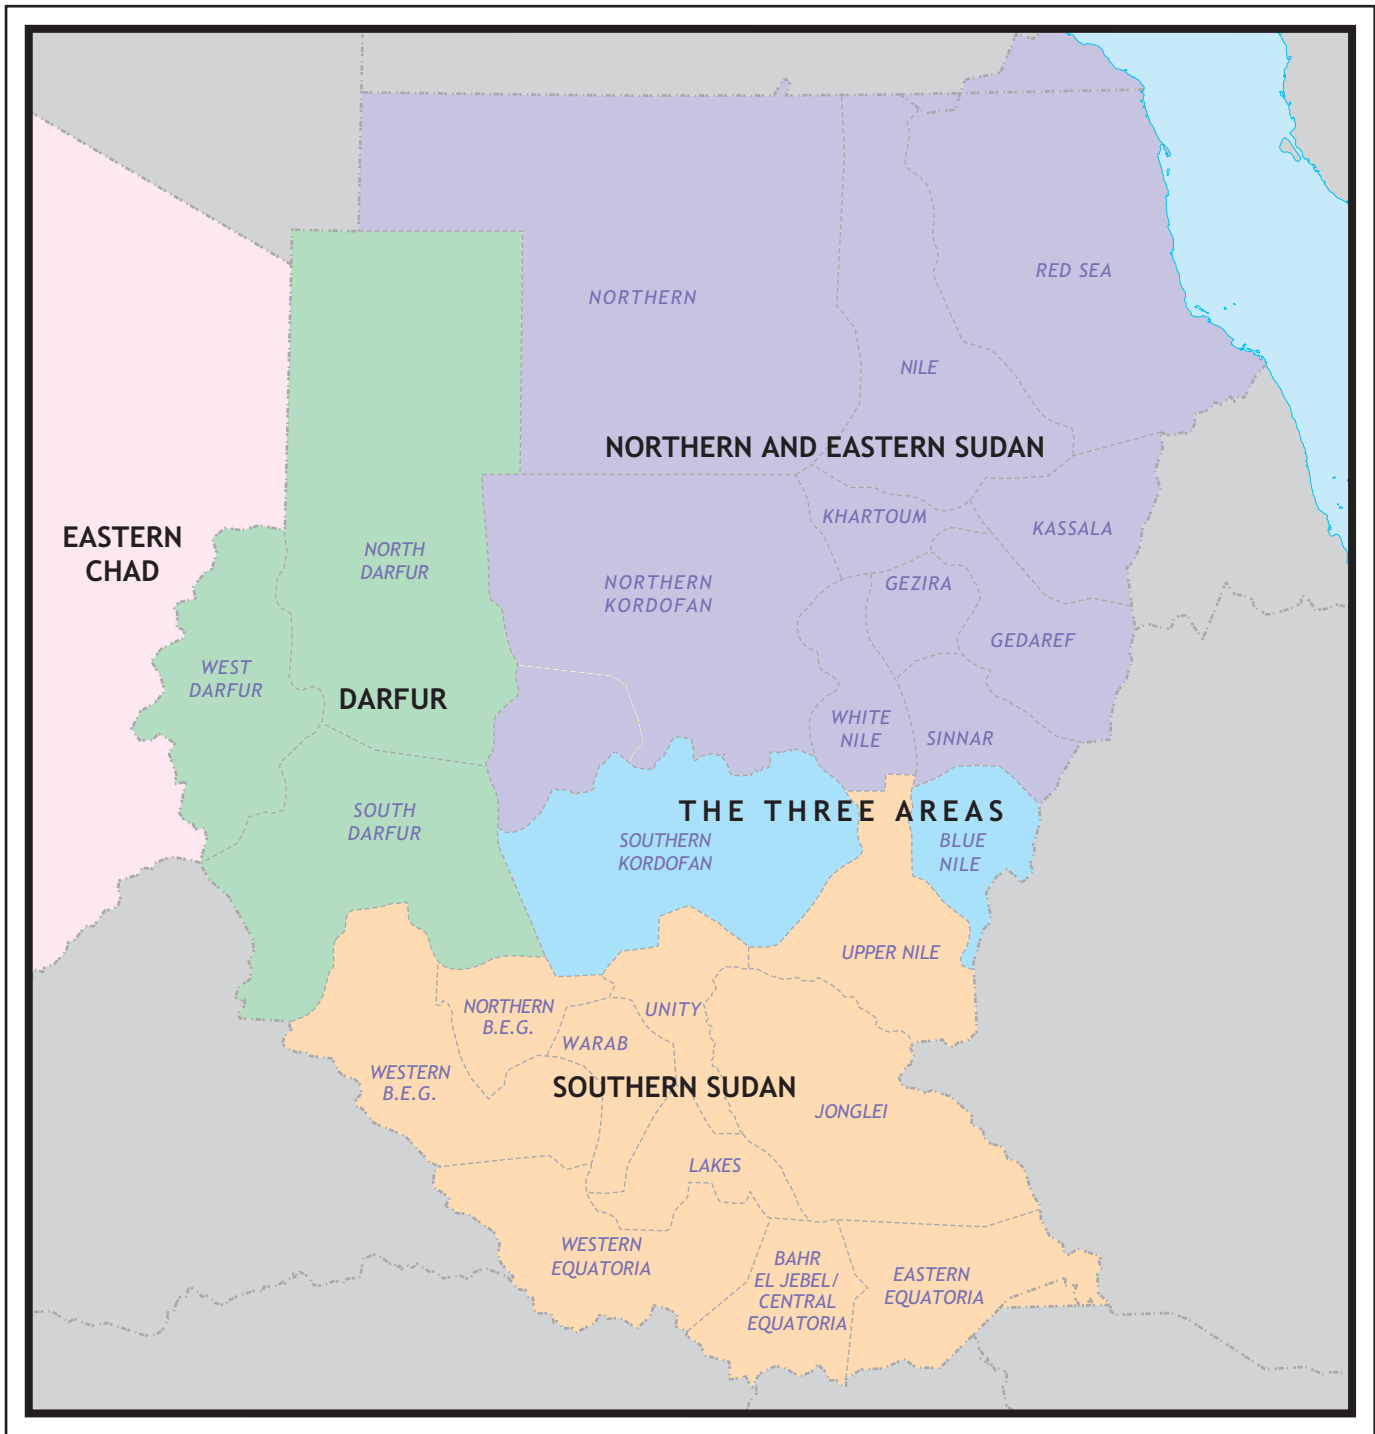 RED SEA
NORTHERN
NILE
NORTHERN AND EASTERN SUDAN
KHARTOUM
KASSALA
EASTERN
CHAD
NORTH
DARFUR
NORTHERN
KORDOFAN
GEZIRA
GEDAREF
WEST
DARFUR
DARFUR
WHITE
NILE
SINNAR
THE THREE AREAS
SOUTH
DARFUR
SOUTHERN
KORDOFAN
BLUE
NILE
UPPER NILE
NORTHERN
B.E.G.
UNITY
WARAB
WESTERN
B.E.G.
SOUTHERN SUDAN
JONGLEI
LAKES
WESTERN
EQUATORIA
BAHR
EL JEBEL/
CENTRAL
EQUATORIA
EASTERN
EQUATORIA